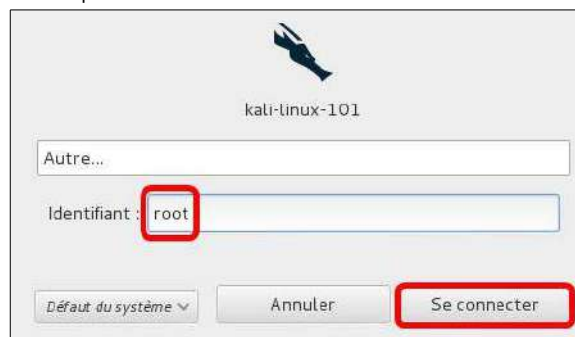 kali-linux-101
Autre...
Identifiant : root
Défaut du système Annuler Se connecter